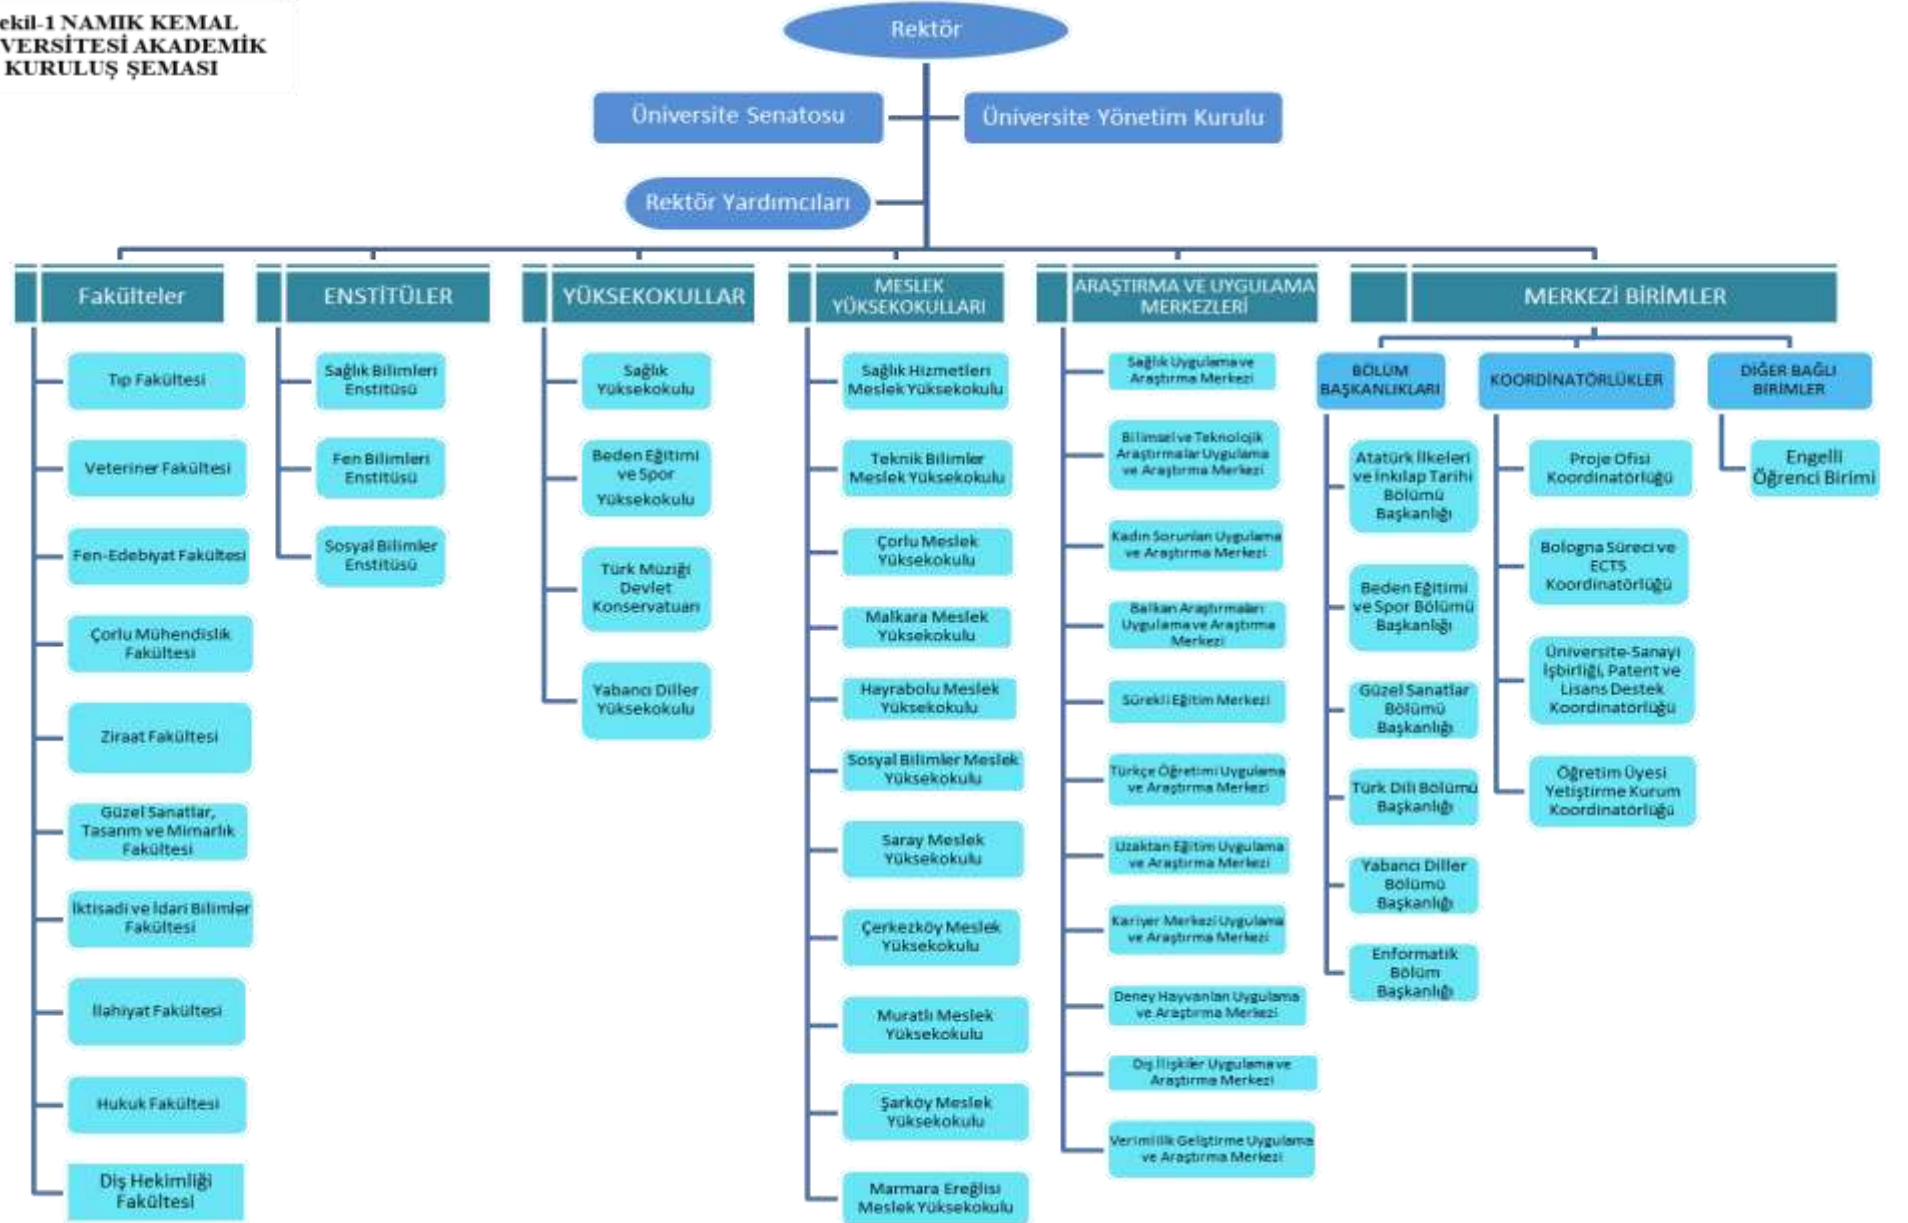 ekil-1 NAMIK KEMAL
VERSİTESİ AKADEMİK
KURULUŞ ŞEMASI
Rektör
Üniversite Senatosu
Üniversite Yönetim Kurulu
Rektör Yardımcıları
Fakülteler
Tıp Fakültesi
Veteriner Fakültesi
Fen-Edebiyat Fakültesi
Çorlu Mühendislik
Fakültesi
Ziraat Fakültesi
Güzel Sanatlar,
Tasarım ve Mimarlık
Fakültesi
İktisadi ve İdari Bilimler
Fakültesi
İlahiyat Fakültesi
Hukuk Fakültesi
Diş Hekimliği
Fakültesi
ENSTİTÜLER
Sağlık Bilimleri
Enstitüsü
Fen Bilimleri
Enstitüsü
Sosyal Bilimler
Enstitüsü
YÜKSEKOKULLAR
Sağlık
Yüksekokulu
Beden Eğitimi
ve Spor
Yüksekokulu
Türk Müziği
Devlet
Konservatuarı
Yabancı Diller
Yüksekokulu
MESLEK
YÜKSEKOKULLARI
Sağlık Hizmetleri
Meslek Yüksekokulu
Teknik Bilimler
Meslek Yüksekokulu
Çorlu Meslek
Yüksekokulu
Malkara Meslek
Yüksekokulu
Hayrabolu Meslek
Yüksekokulu
Sosyal Bilimler Meslek
Yüksekokulu
Saray Meslek
Yüksekokulu
Çerkezköy Meslek
Yüksekokulu
Muratlı Meslek
Yüksekokulu
Şarköy Meslek
Yüksekokulu
Marmara Ereğlisi
Meslek Yüksekokulu
ARAŞTIRMA VE UYGULAMA
MERKEZLERİ
Sağlık Uygulama ve
Araştırma Merkezi
Bilimsel ve Teknolojik
Araştırmalar Uygulama
ve Araştırma Merkezi
Kadın Sorunları Uygulama
ve Araştırma Merkezi
Balkan Araştırmaları
Uygulama ve Araştırma
Merkezi
Sürekli Eğitim Merkezi
Türkçe Öğretimi Uygulama
ve Araştırma Merkezi
Uzaktan Eğitim Uygulama
ve Araştırma Merkezi
Kariyer Merkezi Uygulama
ve Araştırma Merkezi
Deney Hayvanları Uygulama
ve Araştırma Merkezi
Dış İlişkiler Uygulama ve
Araştırma Merkezi
Verimlilik Geliştirme Uygulama
ve Araştırma Merkezi
MERKEZİ BİRİMLER
BÖLÜM
BAŞKANLIKLARI
Atatürk İlkeleri
ve İnkılap Tarihi
Bölümü
Başkanlığı
Beden Eğitimi
ve Spor Bölümü
Başkanlığı
Güzel Sanatlar
Bölümü
Başkanlığı
Türk Dili Bölümü
Başkanlığı
Yabancı Diller
Bölümü
Başkanlığı
Enformatik
Bölüm
Başkanlığı
KOORDİNATÖRLÜKLER
Proje Ofisi
Koordinatörlüğü
Bologna Süreci ve
ECTS
Koordinatörlüğü
Üniversite-Sanayi
İşbirliği, Patent ve
Lisans Destek
Koordinatörlüğü
Öğretim Üyesi
Yetiştirme Kurum
Koordinatörlüğü
DİĞER BAĞLI
BİRİMLER
Engelli
Öğrenci Birimi